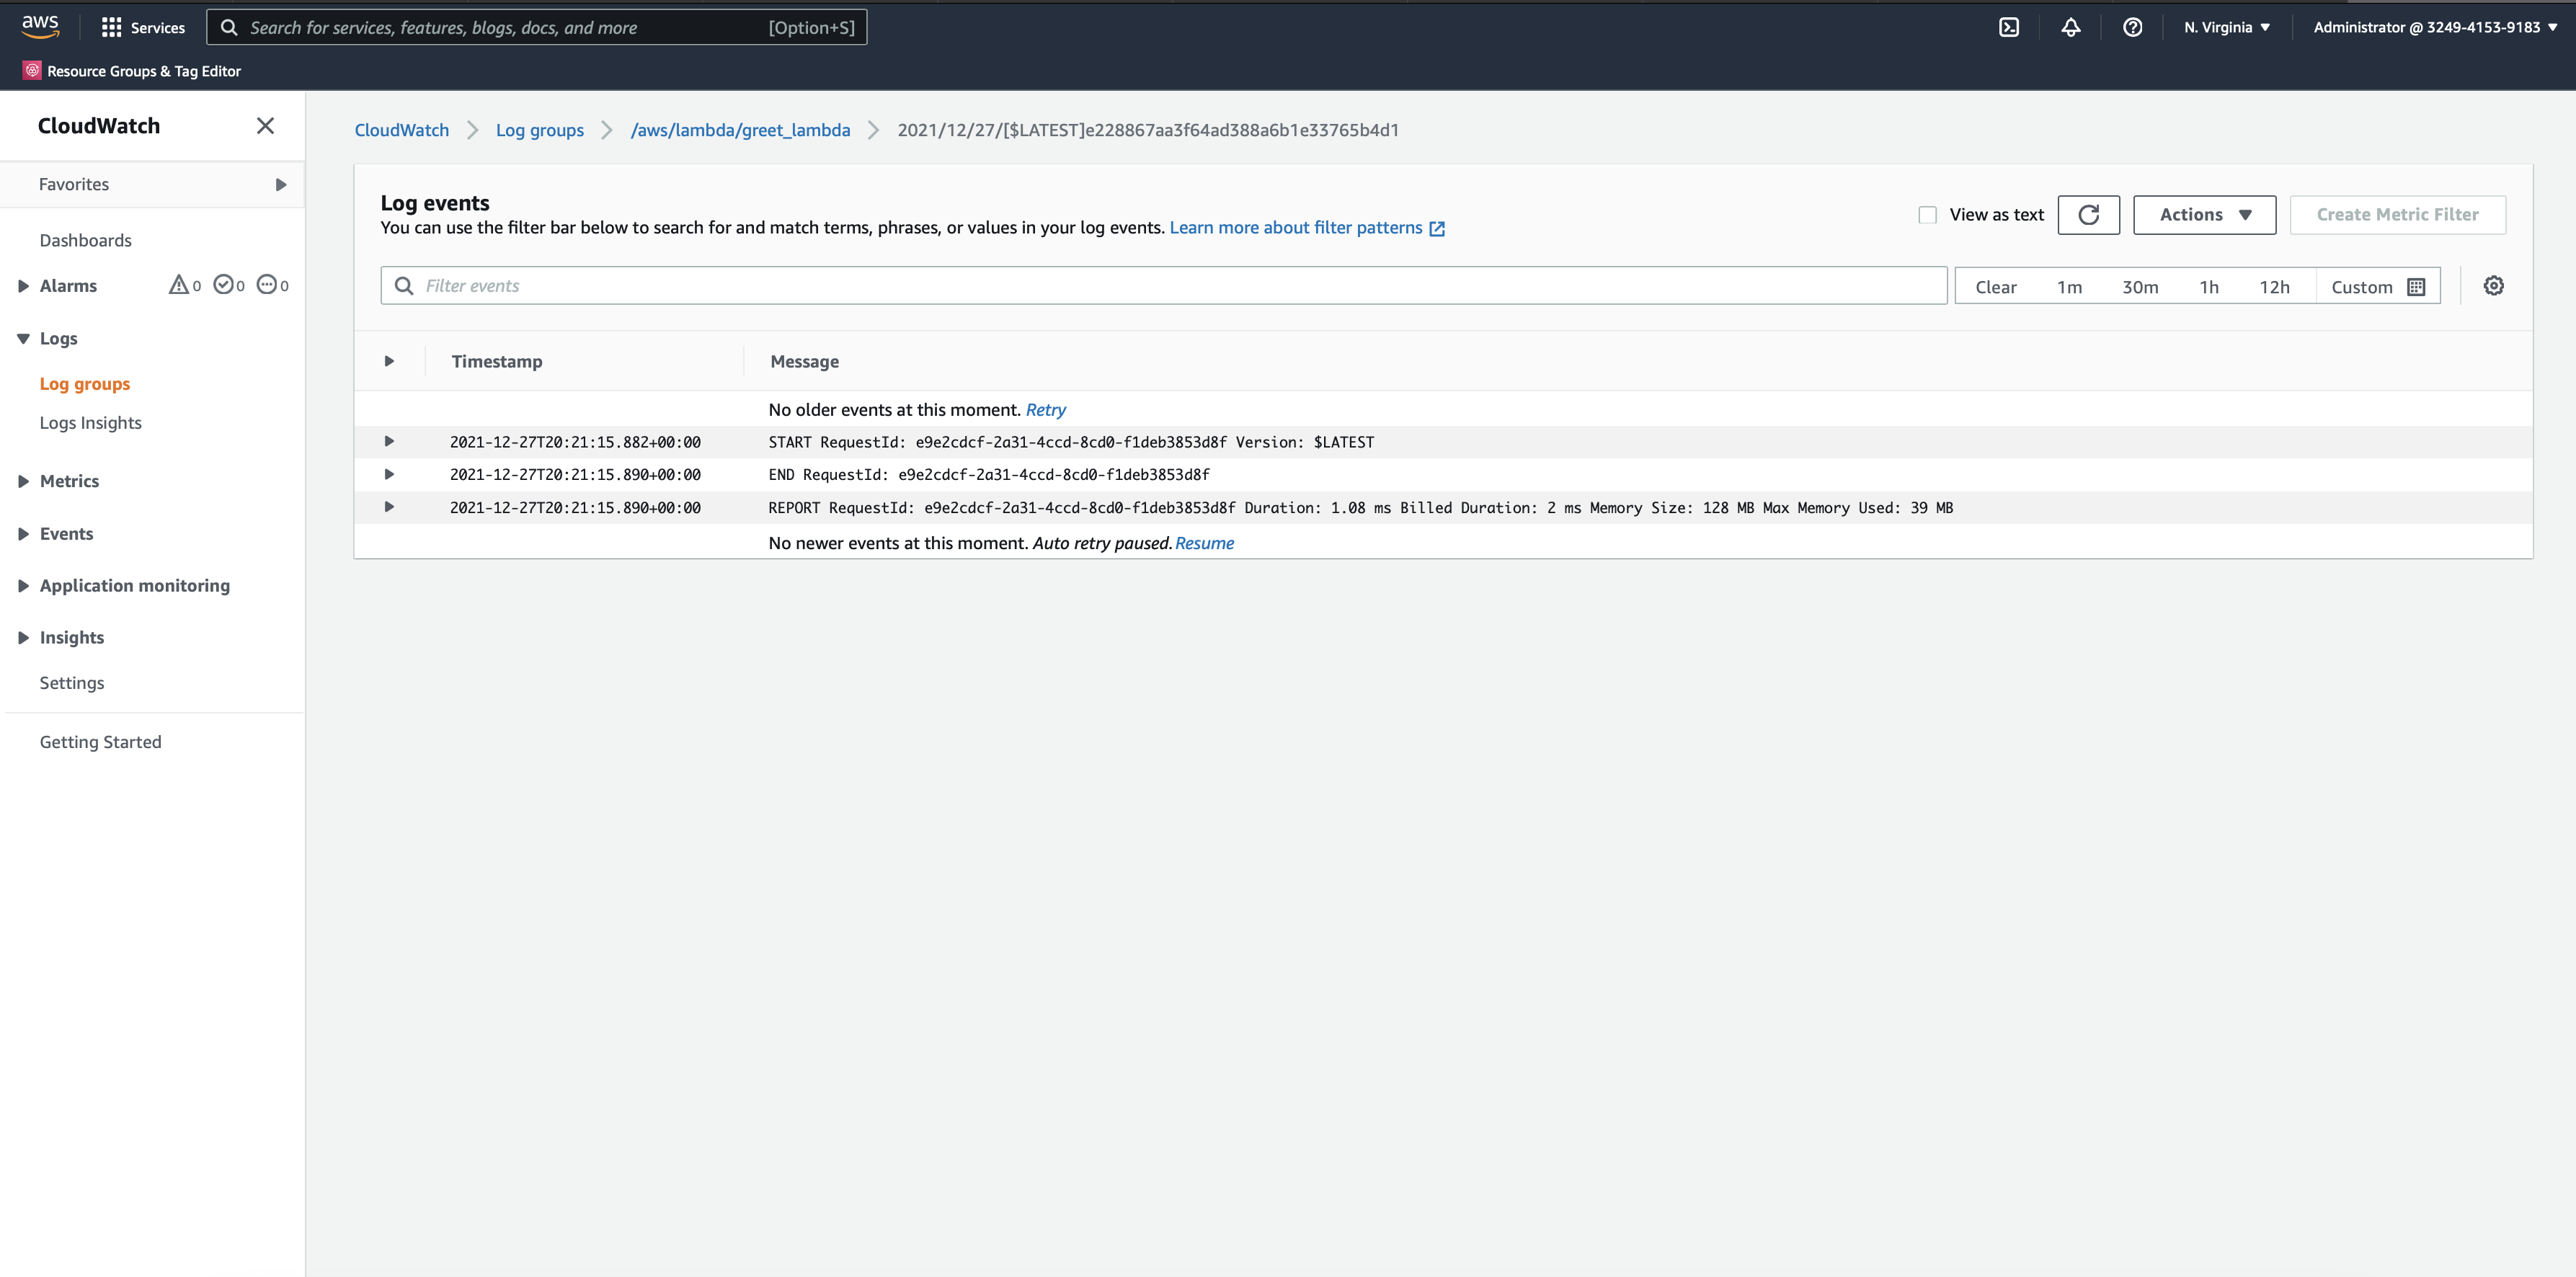 aws Services Search for services, features, blogs, docs, and more [Option+S] N. Virginia Administrator @ 3249-4153-9183
Resource Groups & Tag Editor
CloudWatch
Favorites
Dashboards
Alarms 0 0 0
Logs
Log groups
Logs Insights
Metrics
Events
Application monitoring
Insights
Settings
Getting Started
CloudWatch Log groups /aws/lambda/greet_lambda 2021/12/27/[$LATEST]e228867aa3f64ad388a6b1e33765b4d1
Log events
You can use the filter bar below to search for and match terms, phrases, or values in your log events. Learn more about filter patterns
View as text Actions Create Metric Filter
Filter events Clear 1m 30m 1h 12h Custom
Timestamp Message
No older events at this moment. Retry
2021-12-27T20:21:15.882+00:00 START RequestId: e9e2cdcf-2a31-4ccd-8cd0-f1deb3853d8f Version: $LATEST
2021-12-27T20:21:15.890+00:00 END RequestId: e9e2cdcf-2a31-4ccd-8cd0-f1deb3853d8f
2021-12-27T20:21:15.890+00:00 REPORT RequestId: e9e2cdcf-2a31-4ccd-8cd0-f1deb3853d8f Duration: 1.08 ms Billed Duration: 2 ms Memory Size: 128 MB Max Memory Used: 39 MB
No newer events at this moment. Auto retry paused. Resume